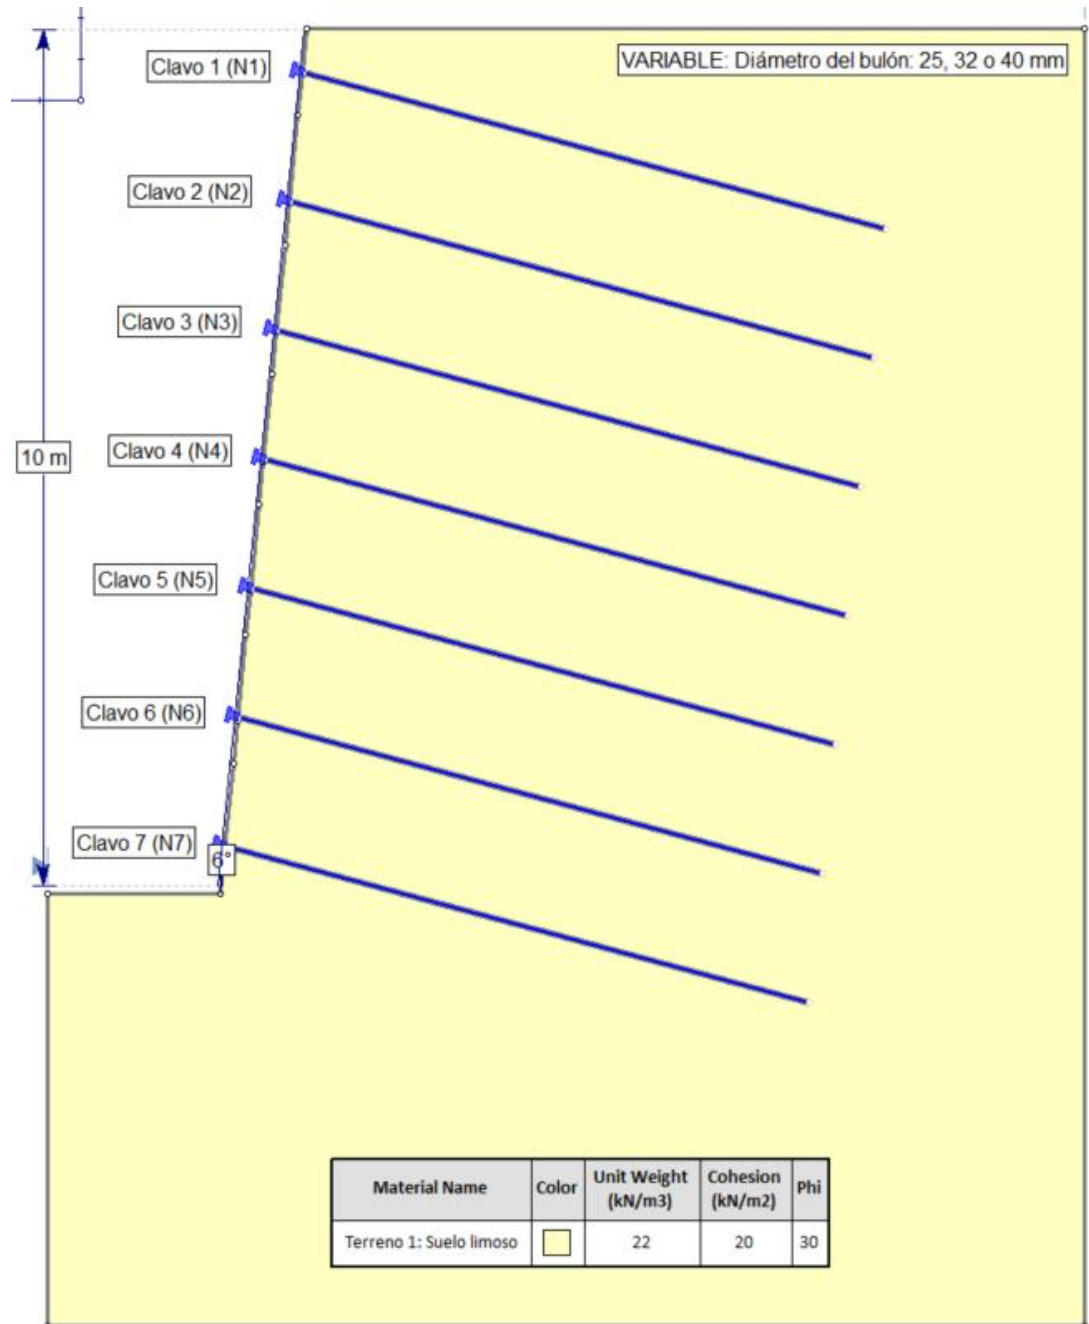 Clavo 1 (N1)
VARIABLE: Diámetro del bulón: 25, 32 o 40 mm
Clavo 2 (N2)
Clavo 3 (N3)
Clavo 4 (N4)
10 m
Clavo 5 (N5)
Clavo 6 (N6)
Clavo 7 (N7)
6°
Material Name Color Unit Weight (kN/m3) Cohesion (kN/m2) Phi
Terreno 1: Suelo limoso 22 20 30